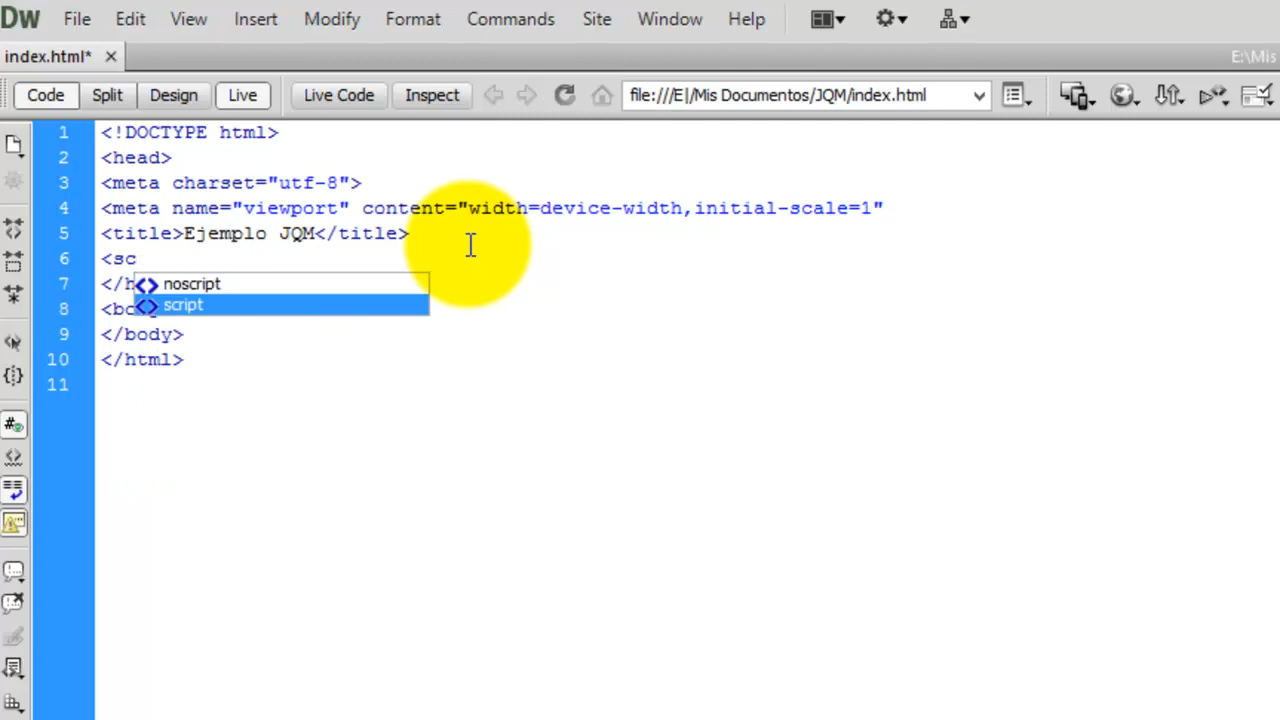 Dw File Edit View Insert Modify Format Commands Site Window Help
index.html* E:\Mis
Code Split Design Live Live Code Inspect file:///E|/Mis Documentos/JQM/index.html
1 <!DOCTYPE html>
2 <head>
3 <meta charset="utf-8">
4 <meta name="viewport" content="width=device-width,initial-scale=1"
5 <title>Ejemplo JQM</title>
6 <sc
noscript
7 </h
script
8 <bo
9 </body>
10 </html>
11